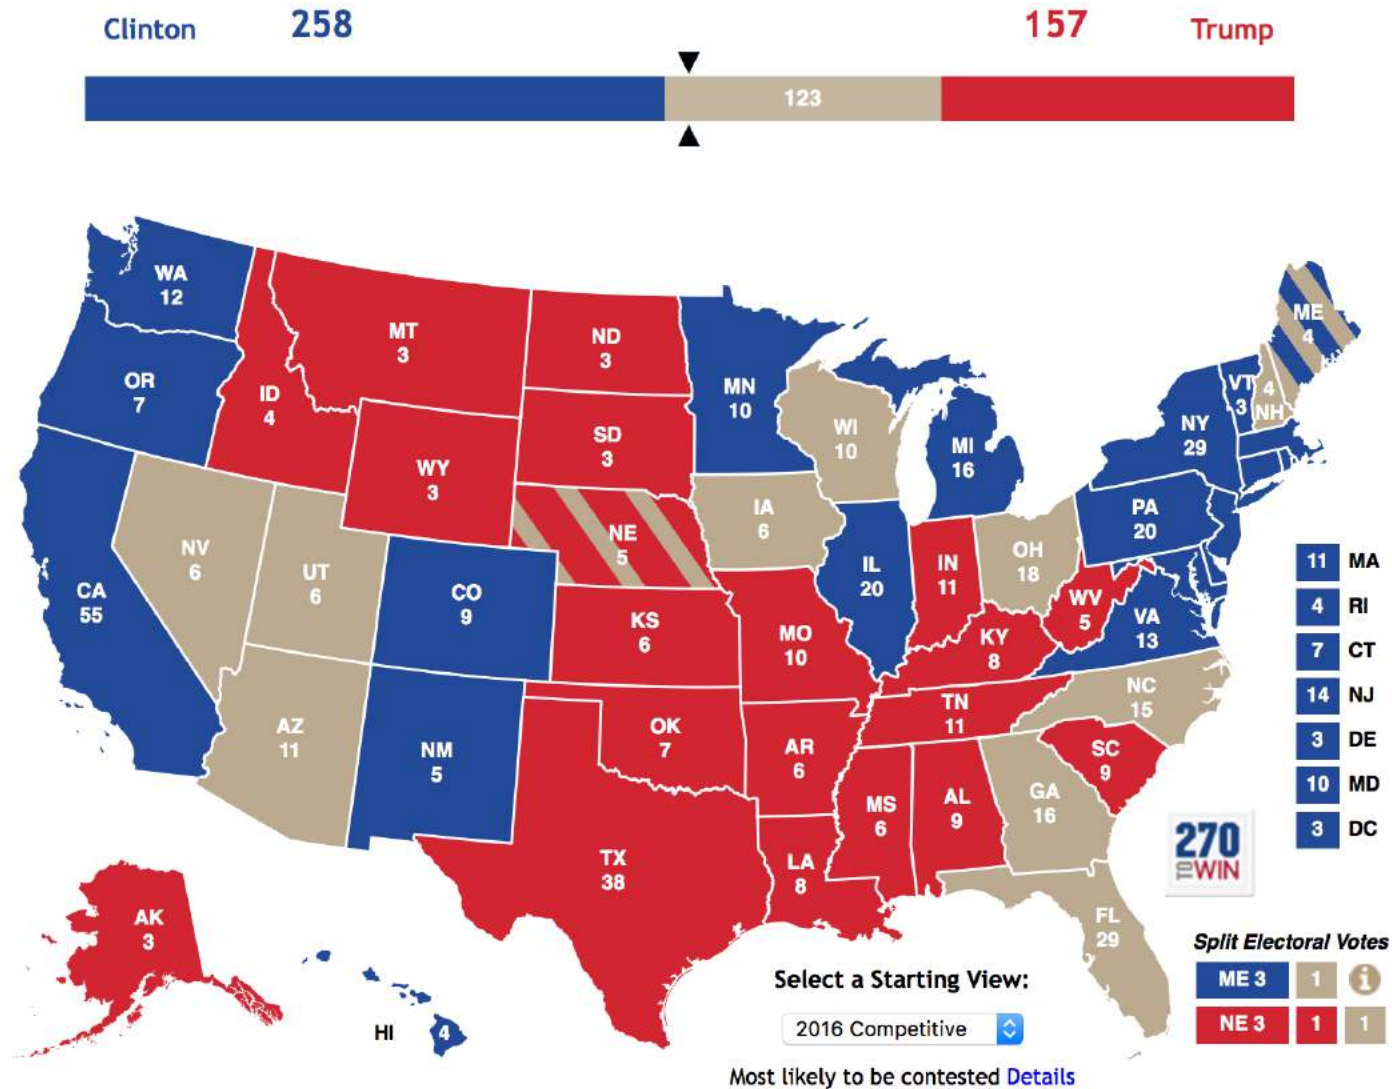 Clinton 258 157 Trump
123
WA
12
OR
7
CA
55
NV
6
ID
4
MT
3
WY
3
UT
6
AZ
11
CO
9
NM
5
ND
3
SD
3
NE
5
KS
6
OK
7
TX
38
MN
10
IA
6
MO
10
AR
6
LA
8
WI
10
IL
20
MI
16
IN
11
OH
18
KY
8
TN
11
MS
6
AL
9
GA
16
FL
29
SC
9
NC
15
VA
13
WV
5
PA
20
NY
29
VT
3
4
NH
ME
4
11 MA
4 RI
7 CT
14 NJ
3 DE
10 MD
3 DC
AK
3
HI 4
270
TO WIN
Split Electoral Votes
ME 3 1 i
NE 3 1 1
Select a Starting View:
2016 Competitive
Most likely to be contested Details